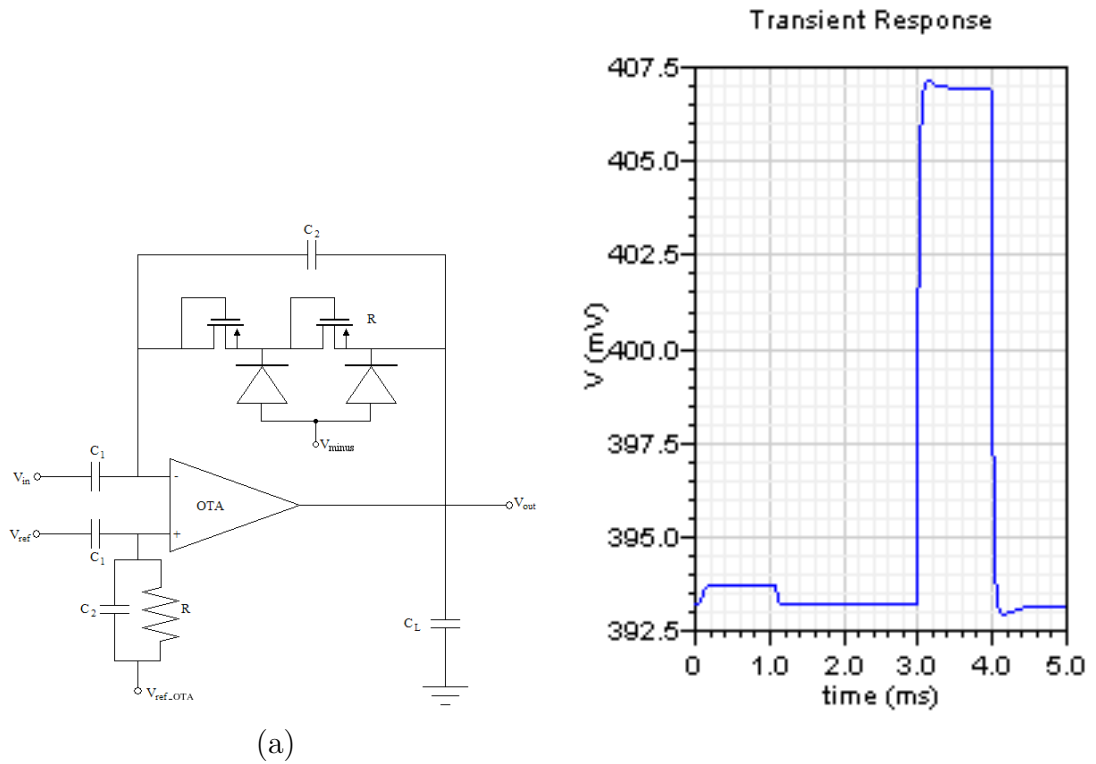 Transient Response
407.5
405.0
402.5
400.0
397.5
395.0
392.5
V (mV)
0 1.0 2.0 3.0 4.0 5.0
time (ms)
C2
R
Vminus
C1
Vin
-
OTA
Vout
Vref
+
C1
C2
R
CL
Vref_OTA
(a)